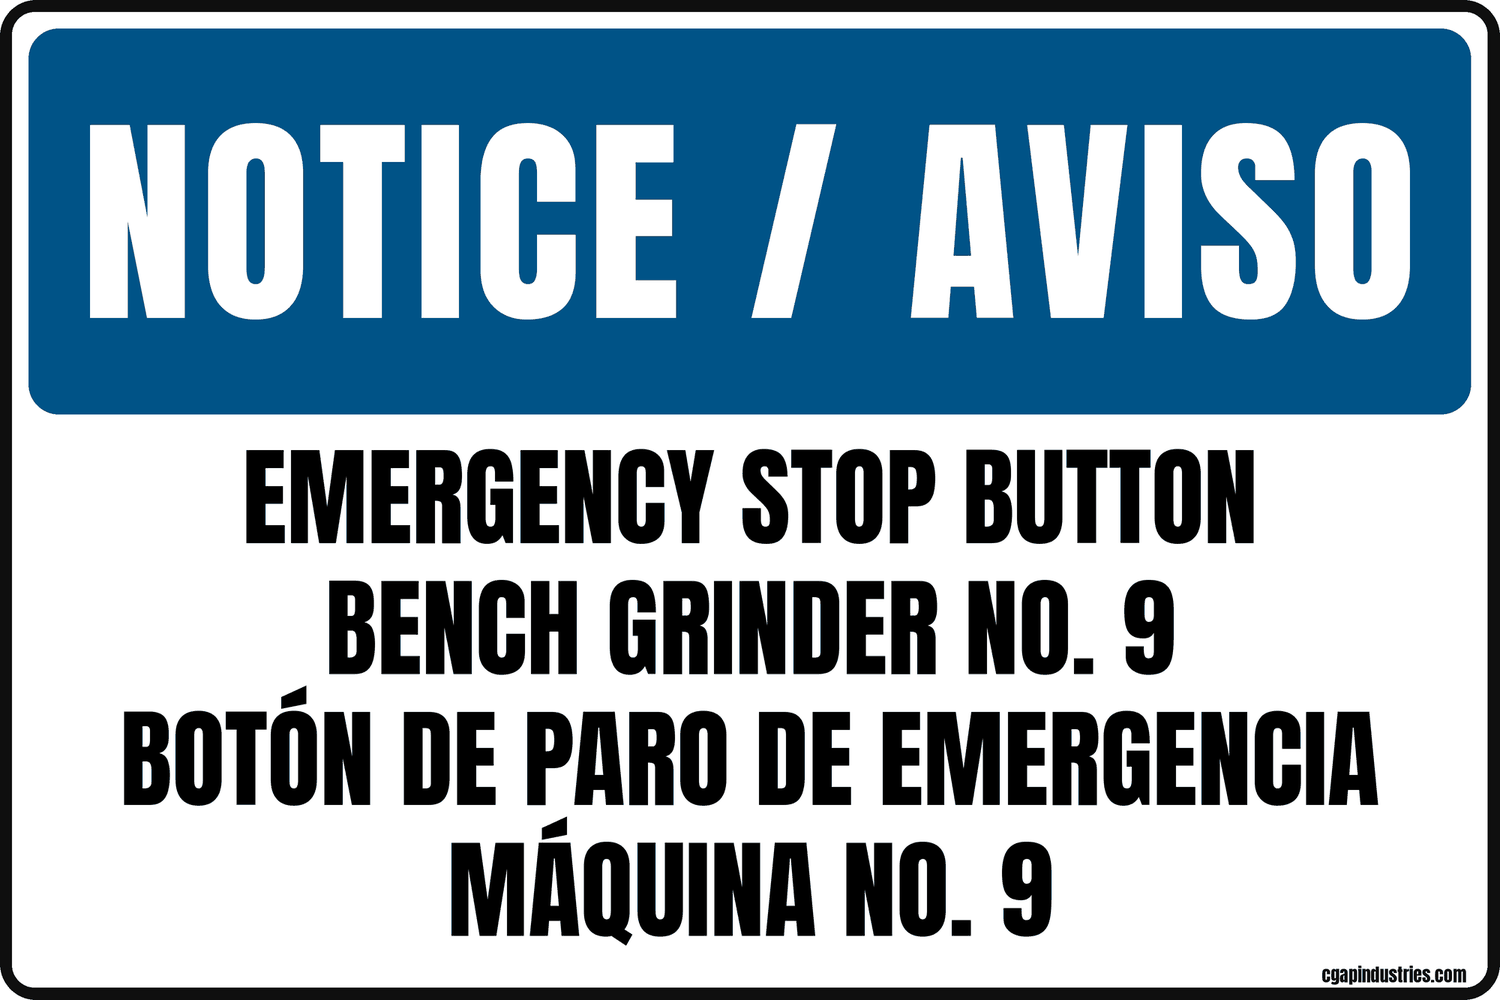 NOTICE / AVISO
EMERGENCY STOP BUTTON
BENCH GRINDER NO. 9
BOTÓN DE PARO DE EMERGENCIA
MÁQUINA NO. 9
cgapindustries.com